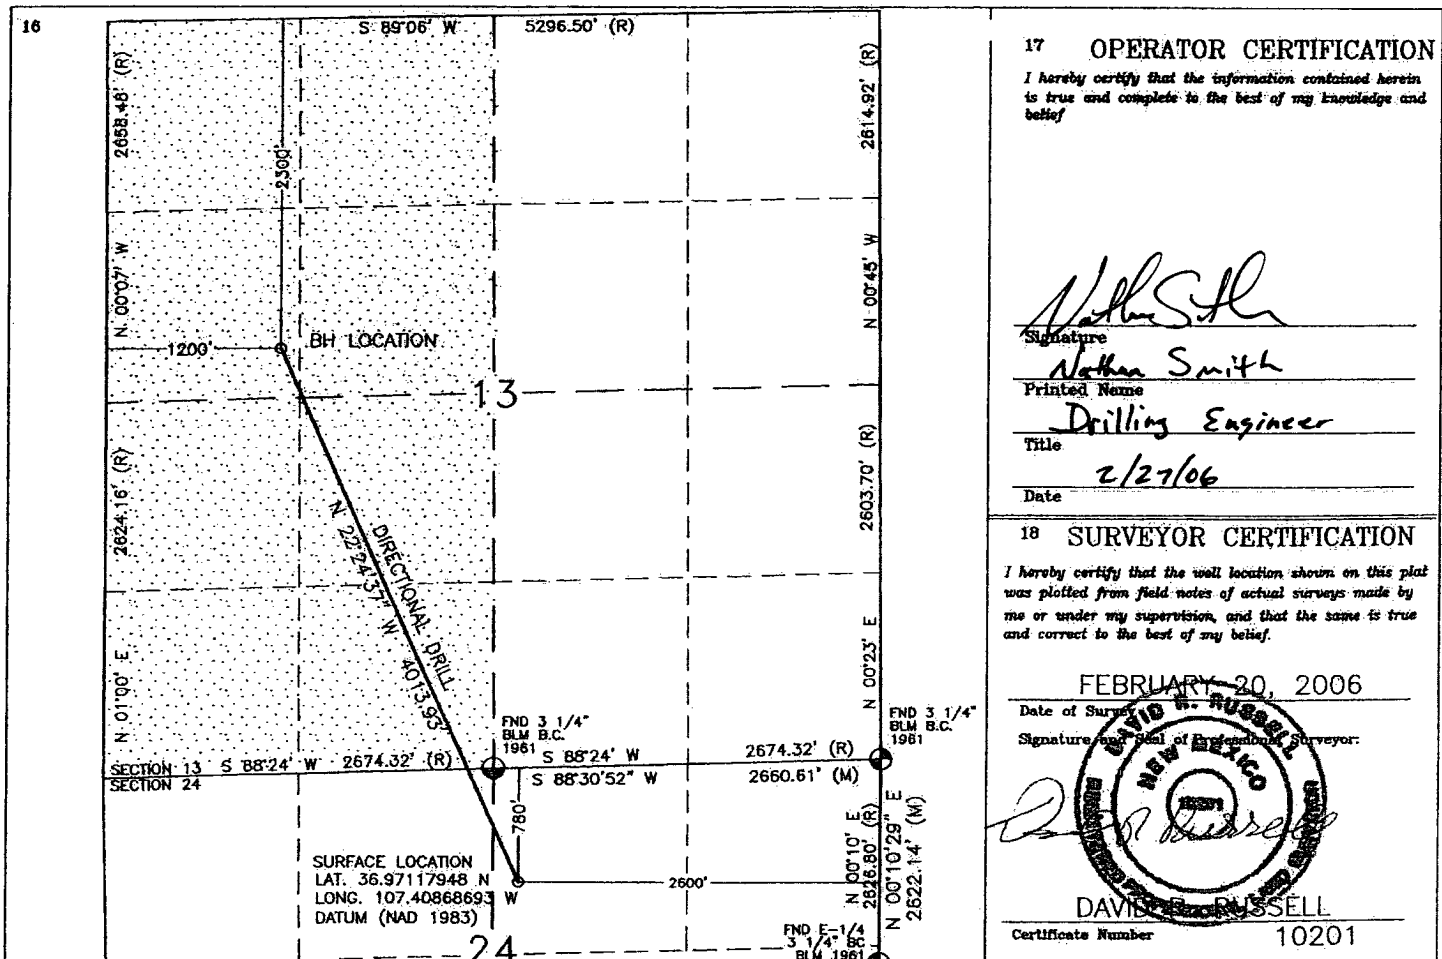 16
S 89°06' W 5296.50' (R)
2658.48' (R)
2300'
2614.92' (R)
N 00°07' W
N 00°45' W
1200'
BH LOCATION
13
2624.16' (R)
2603.70' (R)
DIRECTIONAL DRILL
N 22°24'37" W 4013.93'
N 01°00' E
N 00°23' E
FND 3 1/4"
BLM B.C.
1961
FND 3 1/4"
BLM B.C.
1961
SECTION 13 S 88°24' W 2674.32' (R)
S 88°24' W 2674.32' (R)
SECTION 24
S 88°30'52" W 2660.61' (M)
780'
SURFACE LOCATION
LAT. 36.97117948 N
LONG. 107.40868693 W
DATUM (NAD 1983)
2600'
N 00°10' E
2626.80' (R)
N 00°10'29" E
2622.14' (M)
24
FND E-1/4
3 1/4" BC
BLM 1961
17 OPERATOR CERTIFICATION
I hereby certify that the information contained herein
is true and complete to the best of my knowledge and
belief
Signature
Nathan Smith
Printed Name
Drilling Engineer
Title
2/27/06
Date
18 SURVEYOR CERTIFICATION
I hereby certify that the well location shown on this plat
was plotted from field notes of actual surveys made by
me or under my supervision, and that the same is true
and correct to the best of my belief.
FEBRUARY 20, 2006
Date of Survey
Signature and Seal of Professional Surveyor:
DAVID R. RUSSELL
NEW MEXICO
10201
REGISTERED PROFESSIONAL LAND SURVEYOR
DAVID R. RUSSELL
Certificate Number 10201